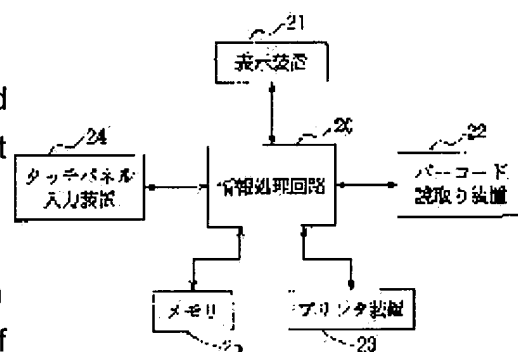 21
表示装置
24
20
22
タッチパネル
入力装置
情報処理回路
バーコード
読取り装置
メモリ
プリンタ装置
23